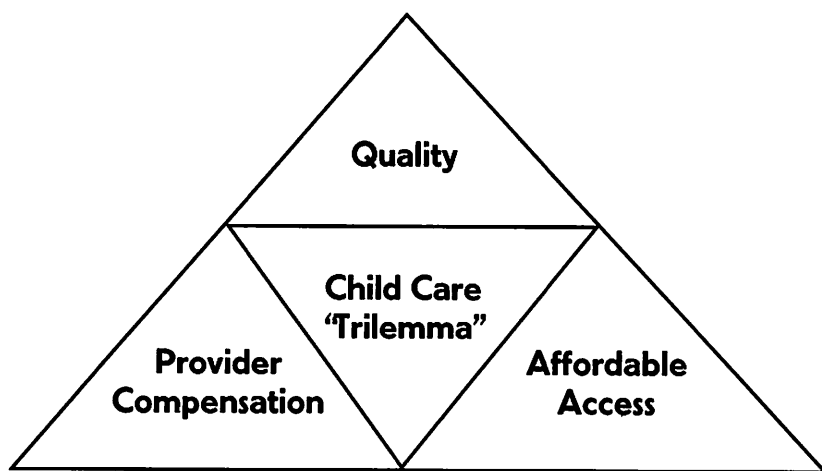 Quality
Child Care
“Trilemma”
Provider
Compensation
Affordable
Access